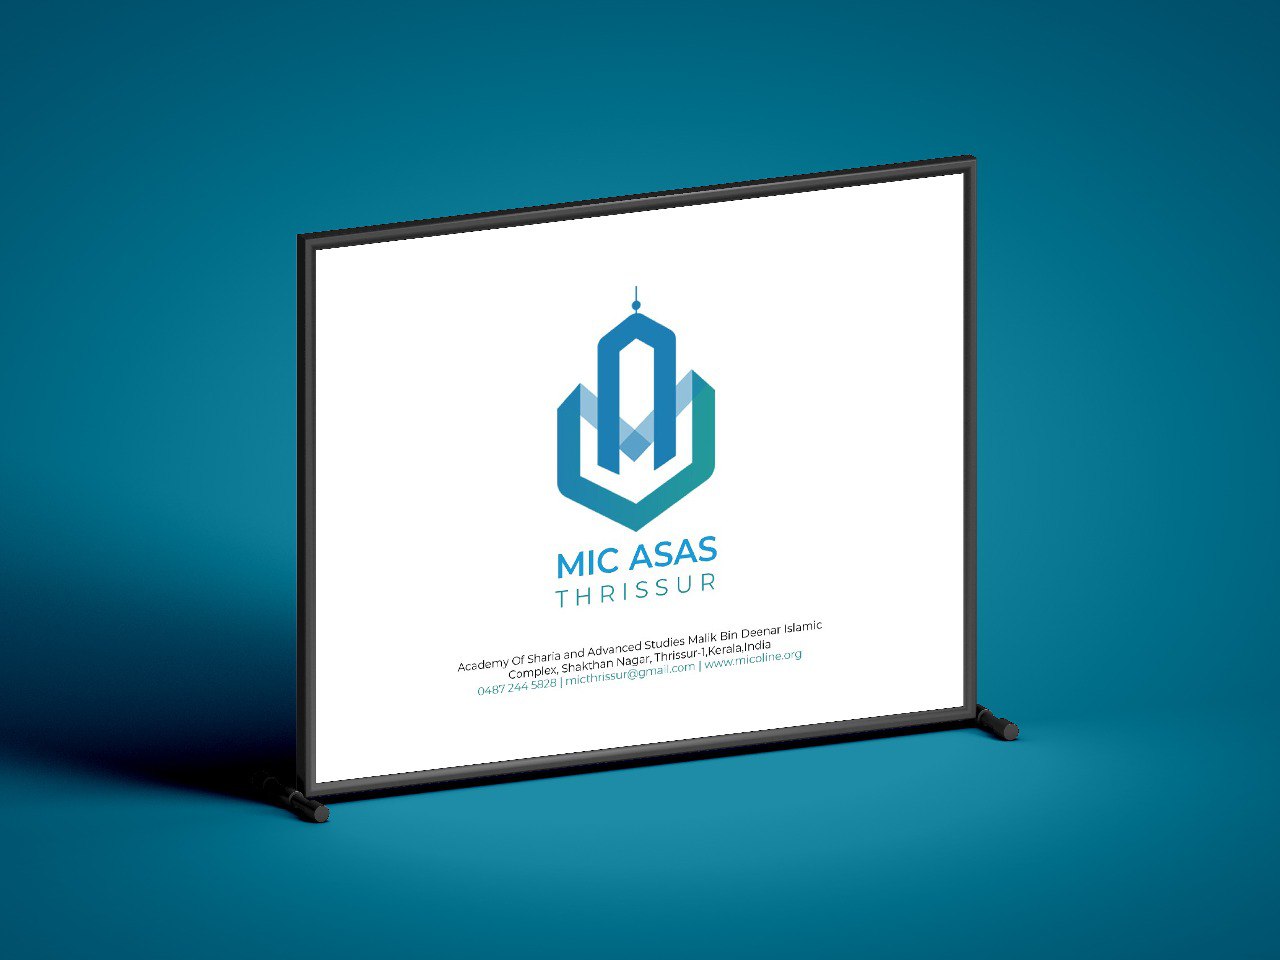 MIC ASAS
THRISSUR
Academy Of Sharia and Advanced Studies Malik Bin Deenar Islamic
Complex, Shakthan Nagar, Thrissur-1,Kerala,India
0487 244 5828 | micthrissur@gmail.com | www.micoline.org